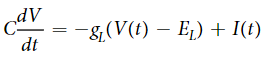 C dV/dt = −g_L(V(t) − E_L) + I(t)